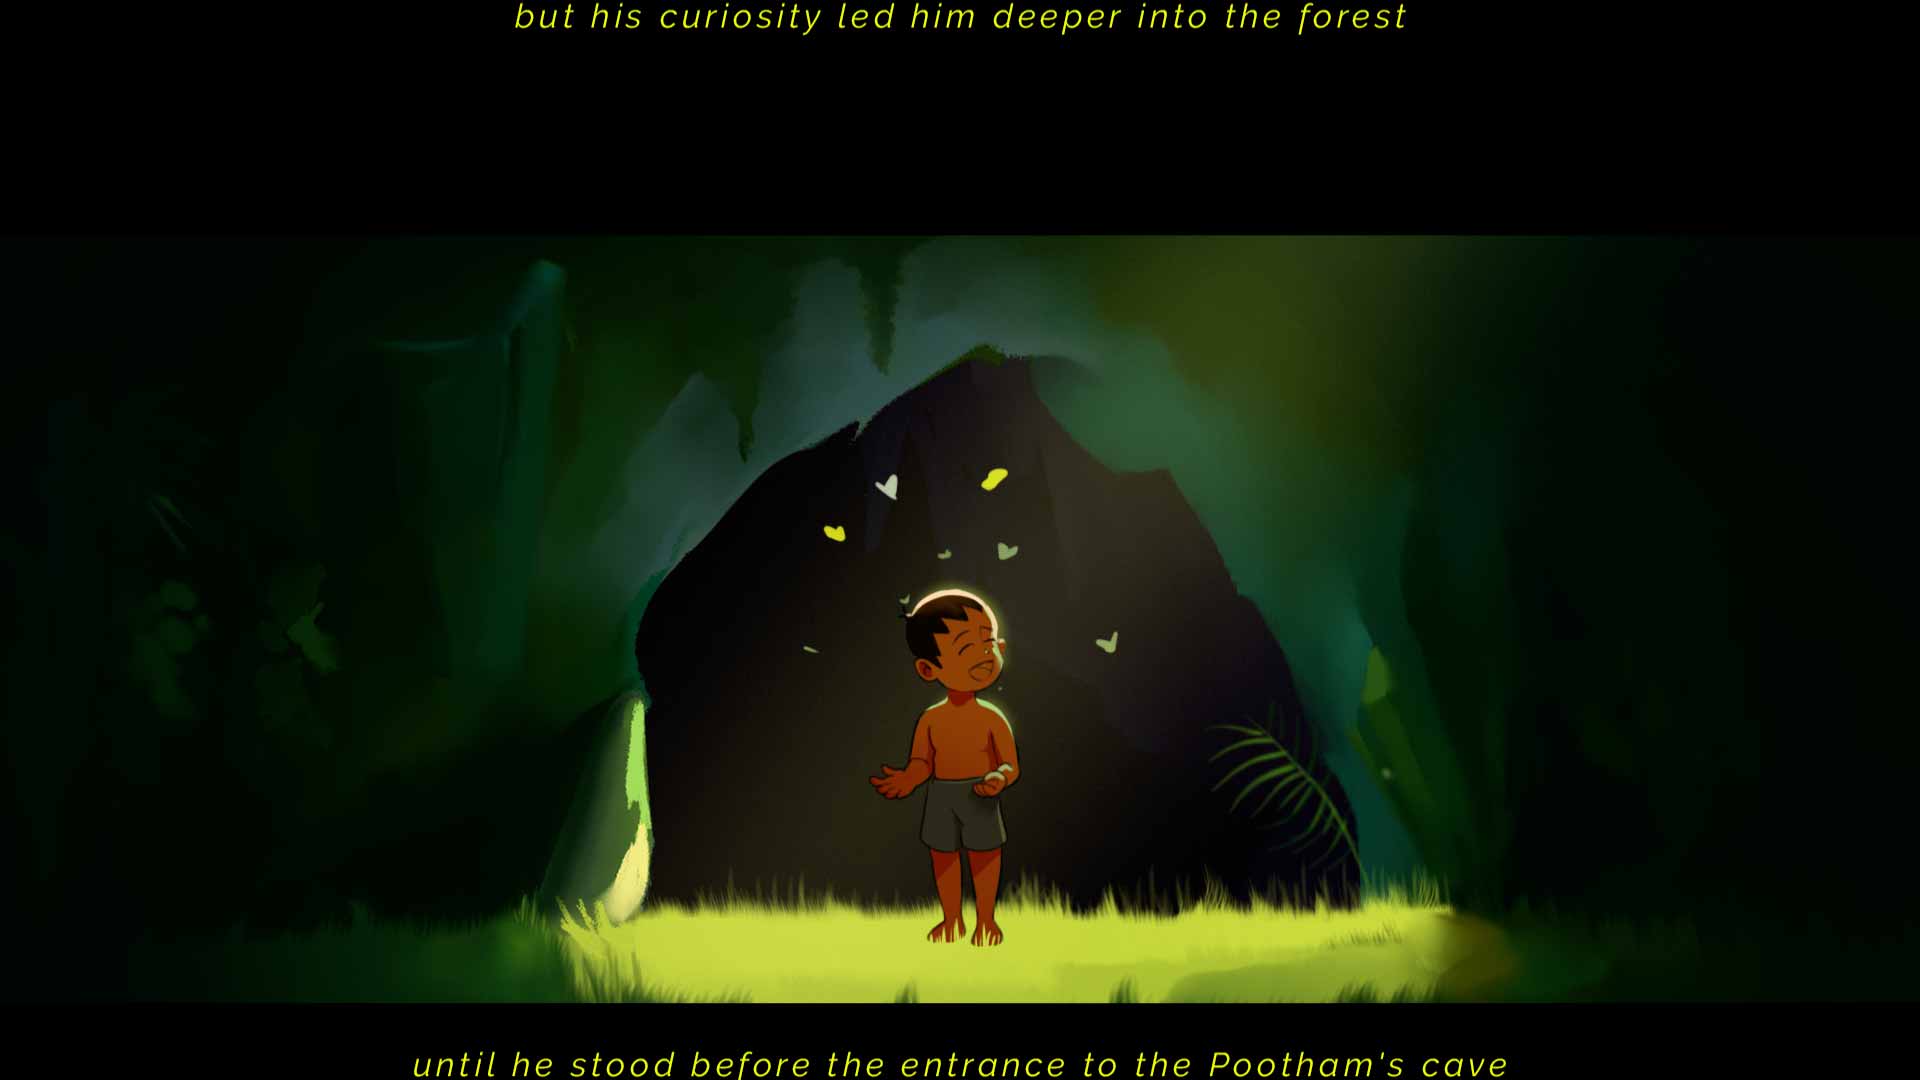 but his curiosity led him deeper into the forest
until he stood before the entrance to the Pootham's cave